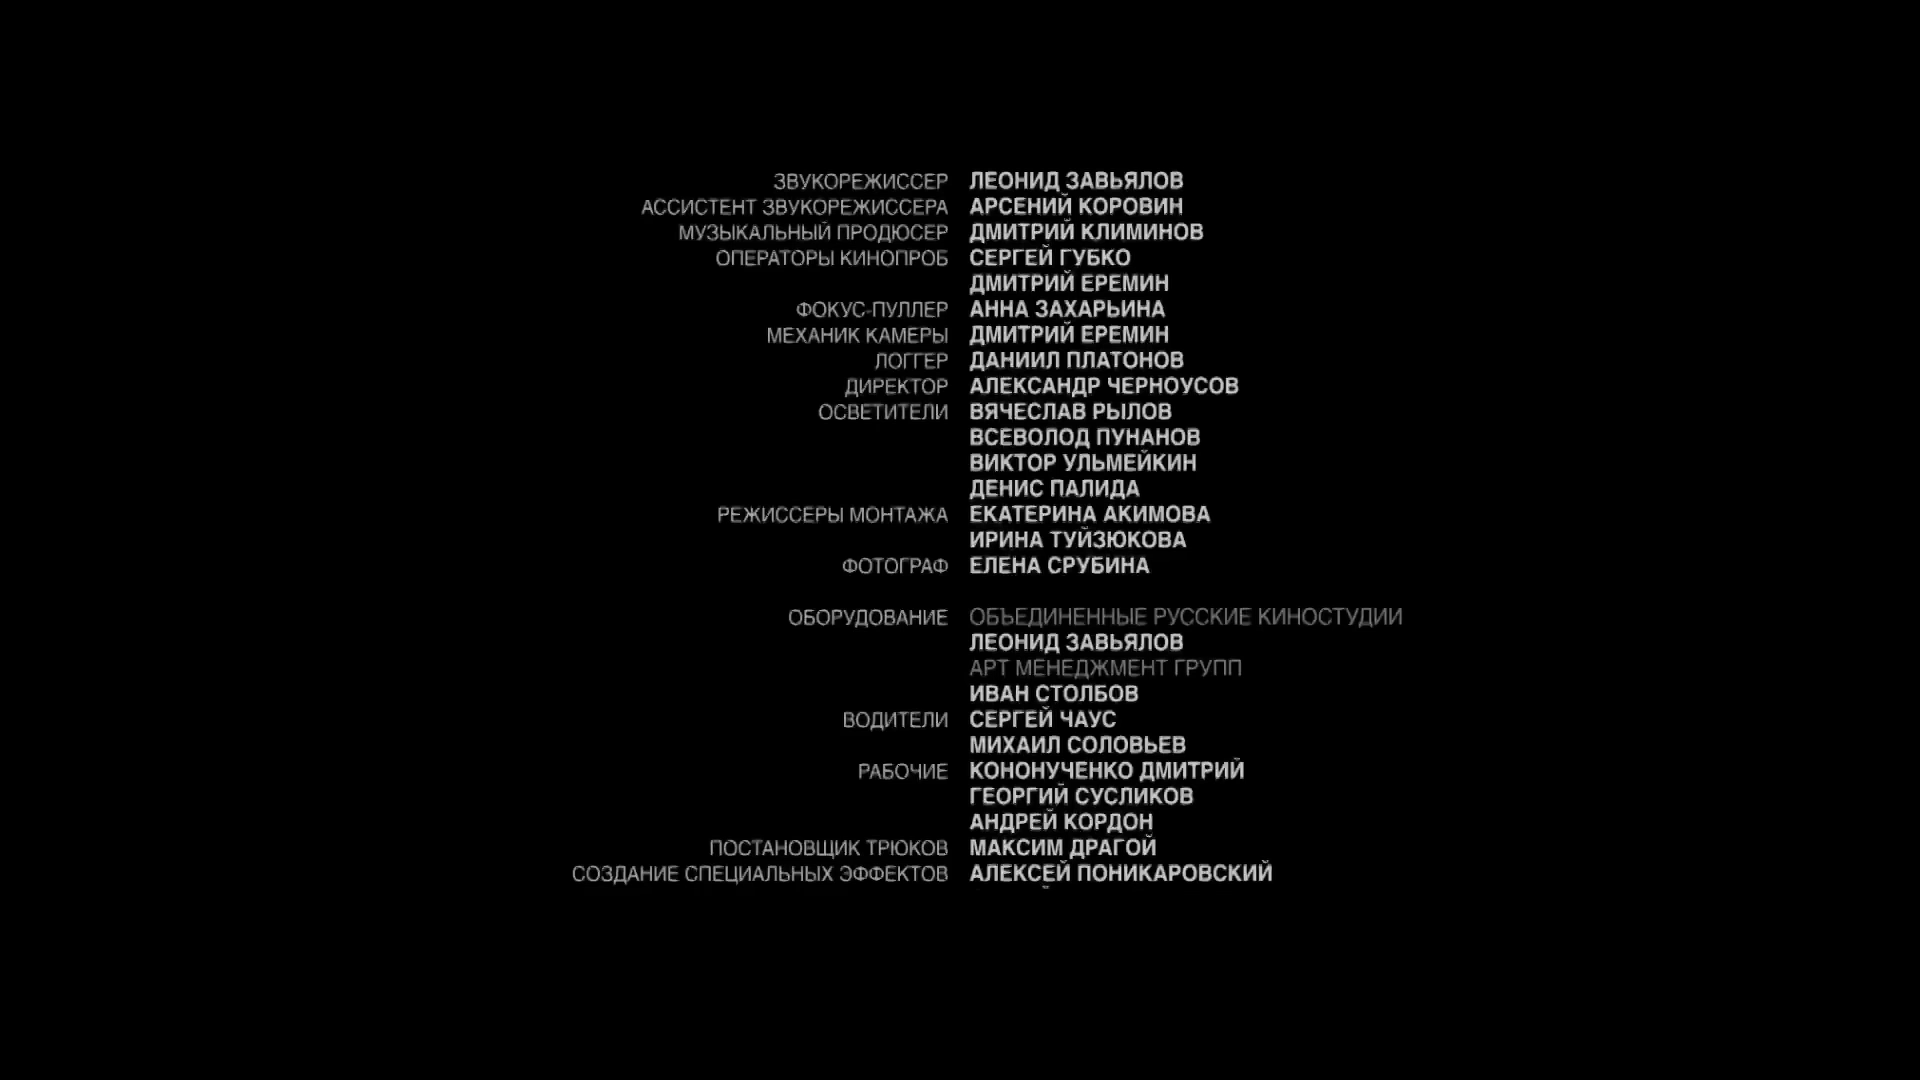 ЗВУКОРЕЖИССЕР ЛЕОНИД ЗАВЬЯЛОВ
АССИСТЕНТ ЗВУКОРЕЖИССЕРА АРСЕНИЙ КОРОВИН
МУЗЫКАЛЬНЫЙ ПРОДЮСЕР ДМИТРИЙ КЛИМИНОВ
ОПЕРАТОРЫ КИНОПРОБ СЕРГЕЙ ГУБКО
ДМИТРИЙ ЕРЕМИН
ФОКУС-ПУЛЛЕР АННА ЗАХАРЬИНА
МЕХАНИК КАМЕРЫ ДМИТРИЙ ЕРЕМИН
ЛОГГЕР ДАНИИЛ ПЛАТОНОВ
ДИРЕКТОР АЛЕКСАНДР ЧЕРНОУСОВ
ОСВЕТИТЕЛИ ВЯЧЕСЛАВ РЫЛОВ
ВСЕВОЛОД ПУНАНОВ
ВИКТОР УЛЬМЕЙКИН
ДЕНИС ПАЛИДА
РЕЖИССЕРЫ МОНТАЖА ЕКАТЕРИНА АКИМОВА
ИРИНА ТУЙЗЮКОВА
ФОТОГРАФ ЕЛЕНА СРУБИНА
ОБОРУДОВАНИЕ ОБЪЕДИНЕННЫЕ РУССКИЕ КИНОСТУДИИ
ЛЕОНИД ЗАВЬЯЛОВ
АРТ МЕНЕДЖМЕНТ ГРУПП
ИВАН СТОЛБОВ
ВОДИТЕЛИ СЕРГЕЙ ЧАУС
МИХАИЛ СОЛОВЬЕВ
РАБОЧИЕ КОНОНУЧЕНКО ДМИТРИЙ
ГЕОРГИЙ СУСЛИКОВ
АНДРЕЙ КОРДОН
ПОСТАНОВЩИК ТРЮКОВ МАКСИМ ДРАГОЙ
СОЗДАНИЕ СПЕЦИАЛЬНЫХ ЭФФЕКТОВ АЛЕКСЕЙ ПОНИКАРОВСКИЙ